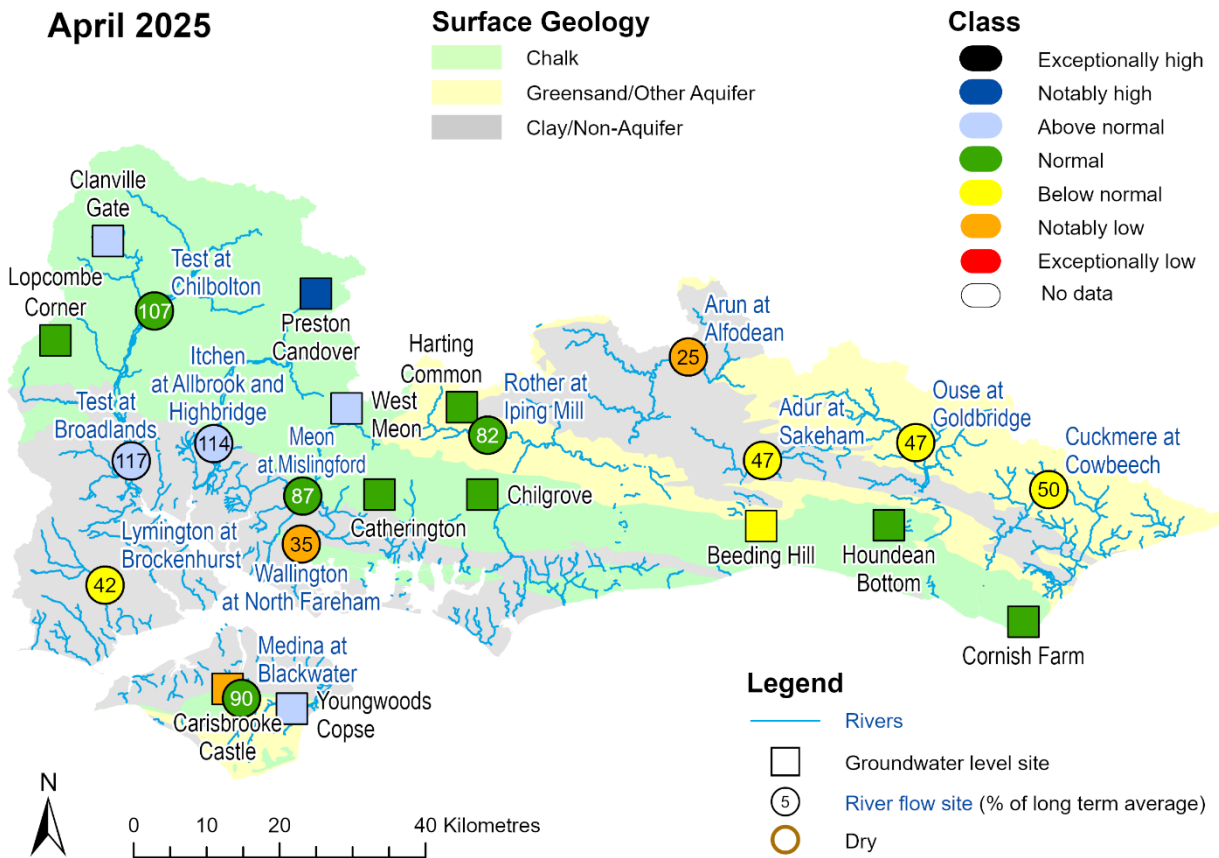 April 2025
Surface Geology
Chalk
Greensand/Other Aquifer
Clay/Non-Aquifer
Class
Exceptionally high
Notably high
Above normal
Normal
Below normal
Notably low
Exceptionally low
No data
Clanville
Gate
Test at
Chilbolton
Lopcombe
Corner
107
Preston
Candover
Itchen
at Allbrook and
Highbridge
Test at
Broadlands
117
114
West
Meon
Meon
at Mislingford
87
Harting
Common
Rother at
Iping Mill
82
Arun at
Alfodean
25
Adur at
Sakeham
47
Ouse at
Goldbridge
47
Cuckmere at
Cowbeech
50
Catherington
Chilgrove
Beeding Hill
Houndean
Bottom
Cornish Farm
Lymington at
Brockenhurst
42
35
Wallington
at North Fareham
Medina at
Blackwater
90
Carisbrooke
Castle
Youngwoods
Copse
N
0 10 20 40 Kilometres
Legend
Rivers
Groundwater level site
5
River flow site (% of long term average)
Dry